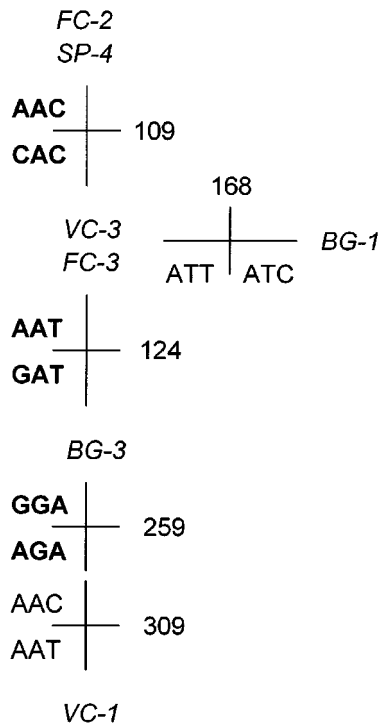 FC-2
SP-4
AAC
109
CAC
168
VC-3
BG-1
FC-3
ATT ATC
AAT
124
GAT
BG-3
GGA
259
AGA
AAC
309
AAT
VC-1